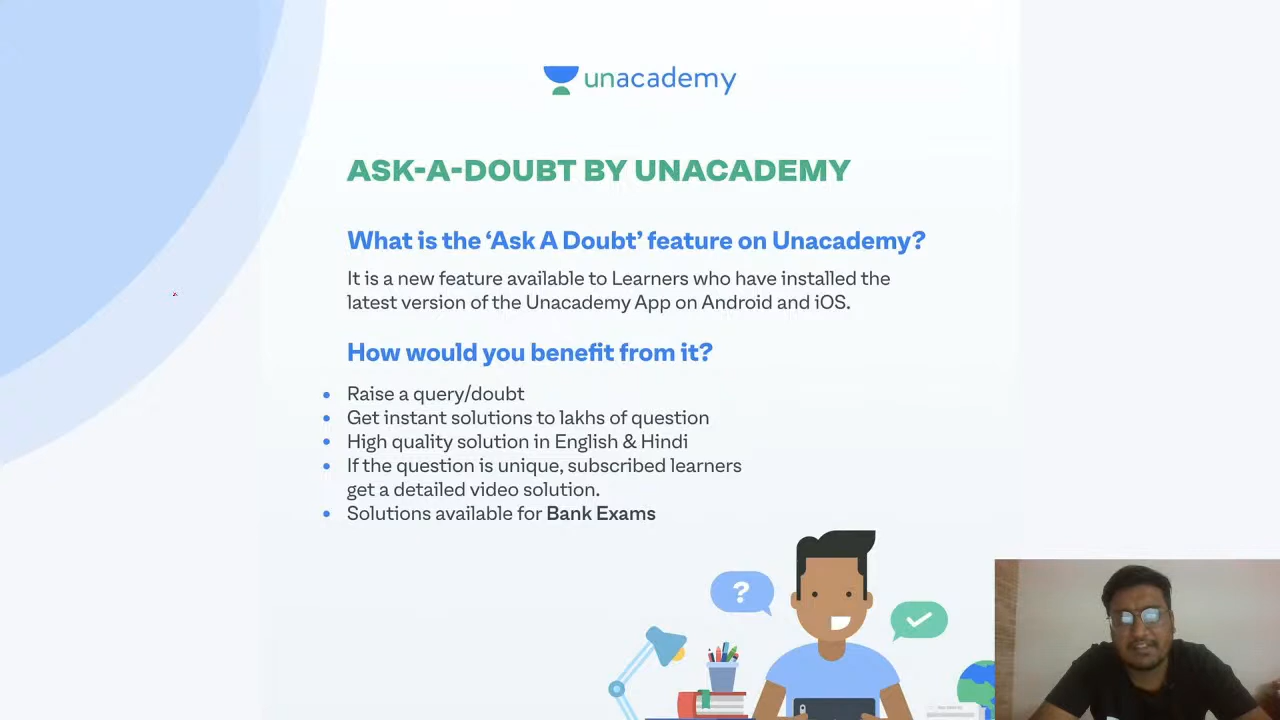 unacademy
ASK-A-DOUBT BY UNACADEMY
What is the ‘Ask A Doubt’ feature on Unacademy?
It is a new feature available to Learners who have installed the
latest version of the Unacademy App on Android and iOS.
How would you benefit from it?
• Raise a query/doubt
• Get instant solutions to lakhs of question
• High quality solution in English & Hindi
• If the question is unique, subscribed learners
get a detailed video solution.
• Solutions available for Bank Exams
?